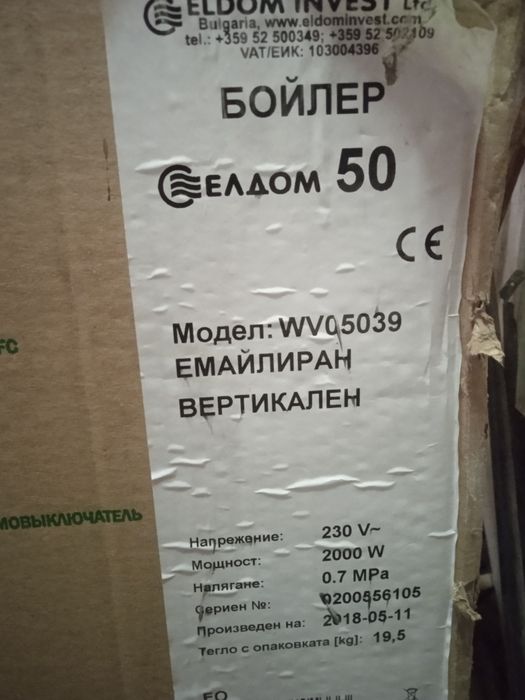 ELDOM INVEST Ltd
Bulgaria, www.eldominvest.com
tel.: +359 52 500349; +359 52 502109
VAT/ЕИК: 103004396
БОЙЛЕР
ЕЛДОМ 50
CE
Модел: WV05039
ЕМАЙЛИРАН
ВЕРТИКАЛЕН
FC
МОВЫКЛЮЧАТЕЛЬ
Напрежение: 230 V~
Мощност: 2000 W
Налягане: 0.7 MPa
Сериен №: 0200556105
Произведен на: 2018-05-11
Тегло с опаковката [kg]: 19,5